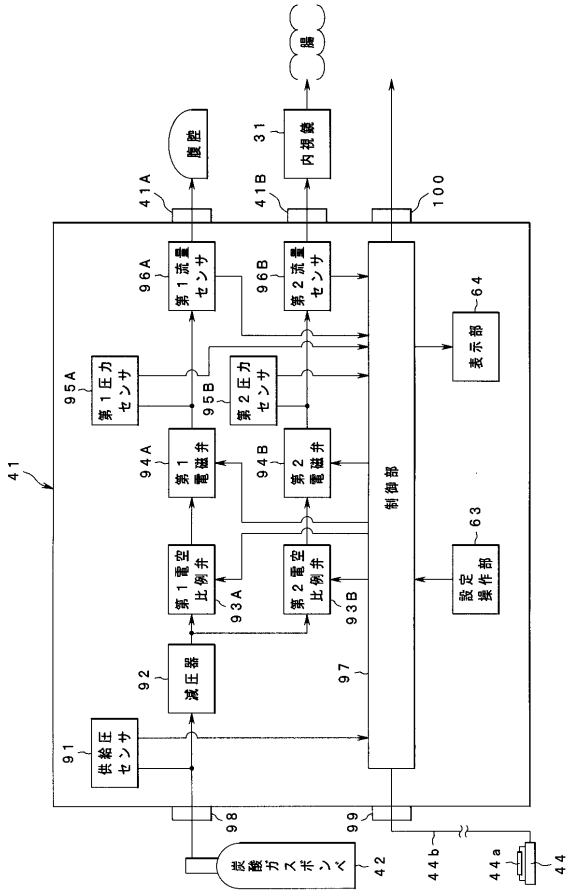 41
炭酸ガスボンベ
42
98
供給圧
センサ
91
減圧器
92
第1電空
比例弁
93A
第2電空
比例弁
93B
第1
電磁弁
94A
第2
電磁弁
94B
第1圧力
センサ
95A
第2圧力
センサ
95B
第1流量
センサ
96A
第2流量
センサ
96B
41A
腹腔
41B
内視鏡
31
腸
制御部
97
99
100
設定
操作部
63
表示部
64
44b
44a
44